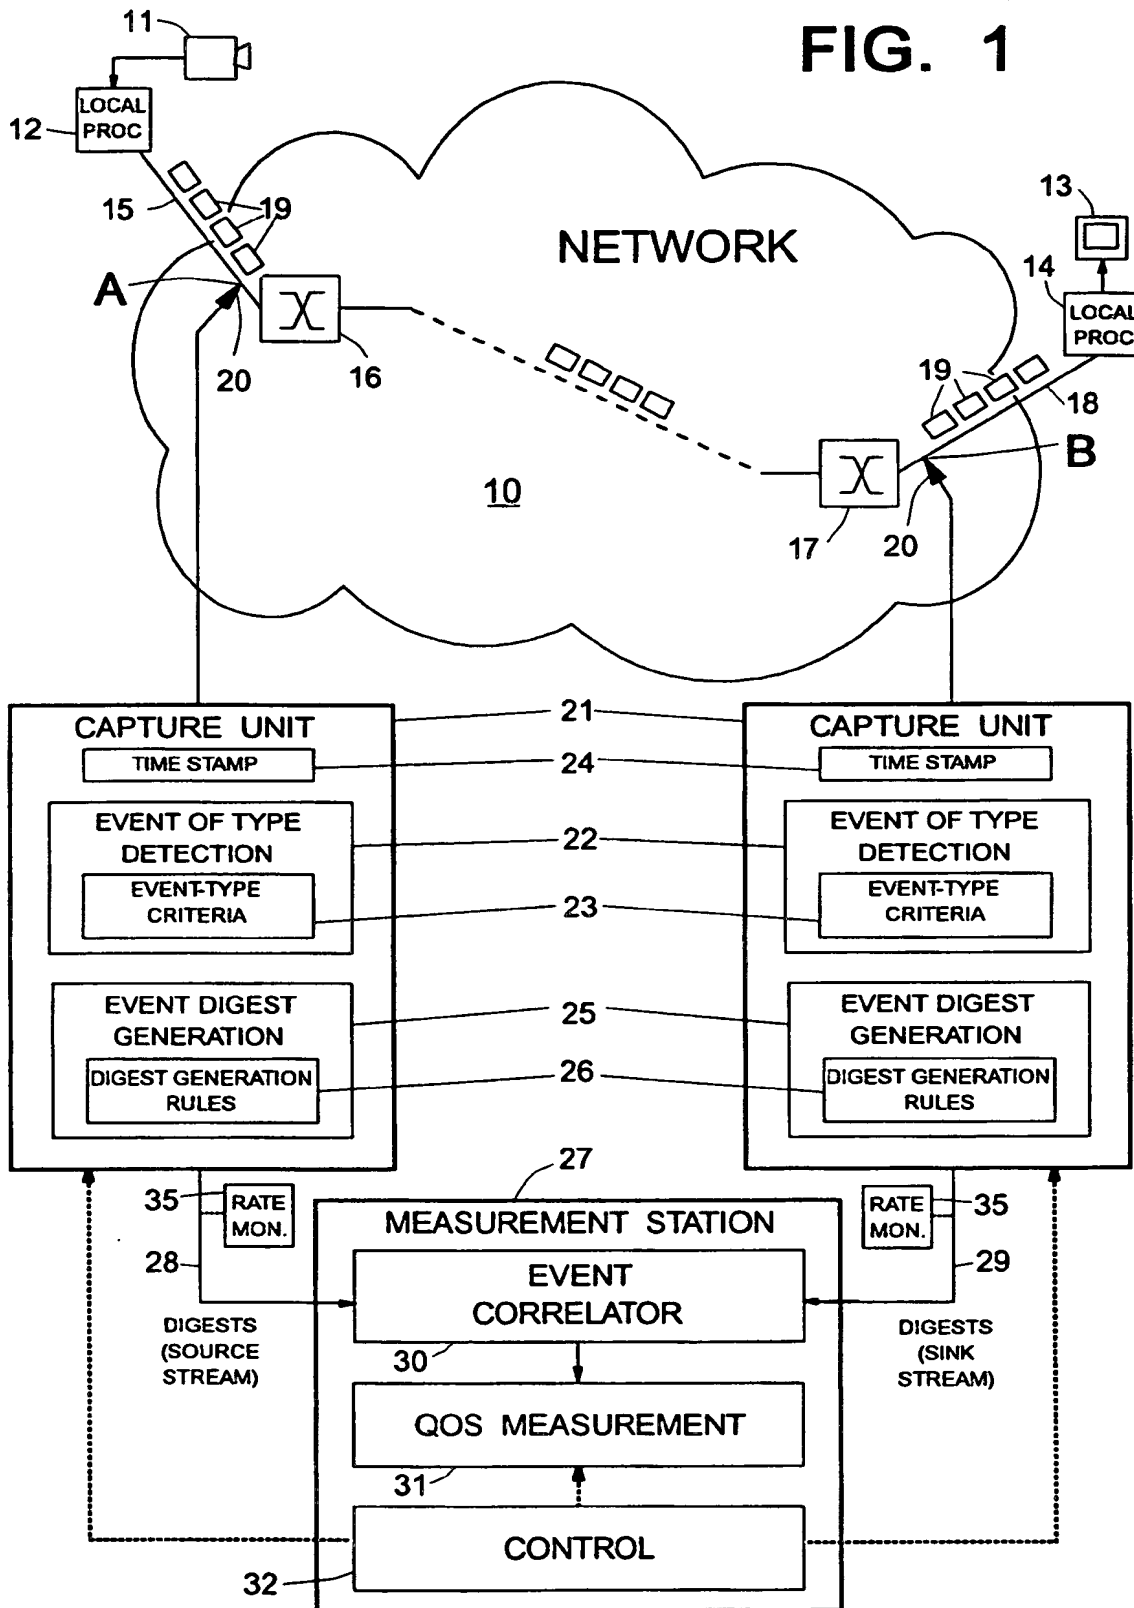 FIG. 1
11
LOCAL
PROC
12
15
19
13
NETWORK
A
14
LOCAL
PROC
20
16
19
18
B
10
17
20
CAPTURE UNIT
21
CAPTURE UNIT
TIME STAMP
24
TIME STAMP
EVENT OF TYPE
DETECTION
22
EVENT OF TYPE
DETECTION
EVENT-TYPE
CRITERIA
23
EVENT-TYPE
CRITERIA
EVENT DIGEST
GENERATION
25
EVENT DIGEST
GENERATION
DIGEST GENERATION
RULES
26
DIGEST GENERATION
RULES
27
35
RATE
MON.
MEASUREMENT STATION
RATE
MON.
35
28
EVENT
CORRELATOR
29
DIGESTS
(SOURCE
STREAM)
30
DIGESTS
(SINK
STREAM)
QOS MEASUREMENT
31
CONTROL
32